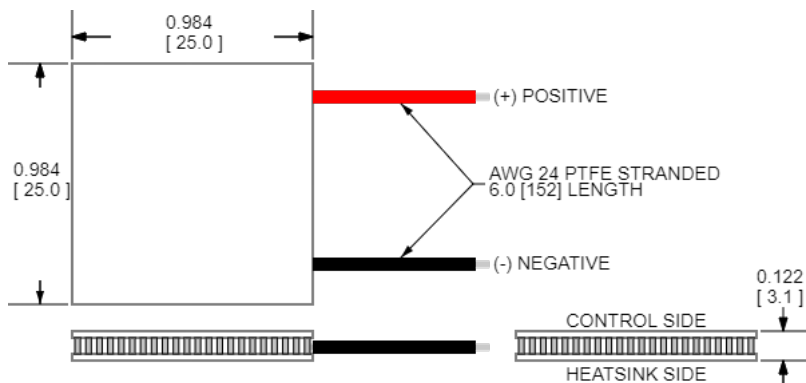 0.984
[ 25.0 ]
(+) POSITIVE
0.984
[ 25.0 ]
AWG 24 PTFE STRANDED
6.0 [152] LENGTH
(-) NEGATIVE
0.122
[ 3.1 ]
CONTROL SIDE
HEATSINK SIDE